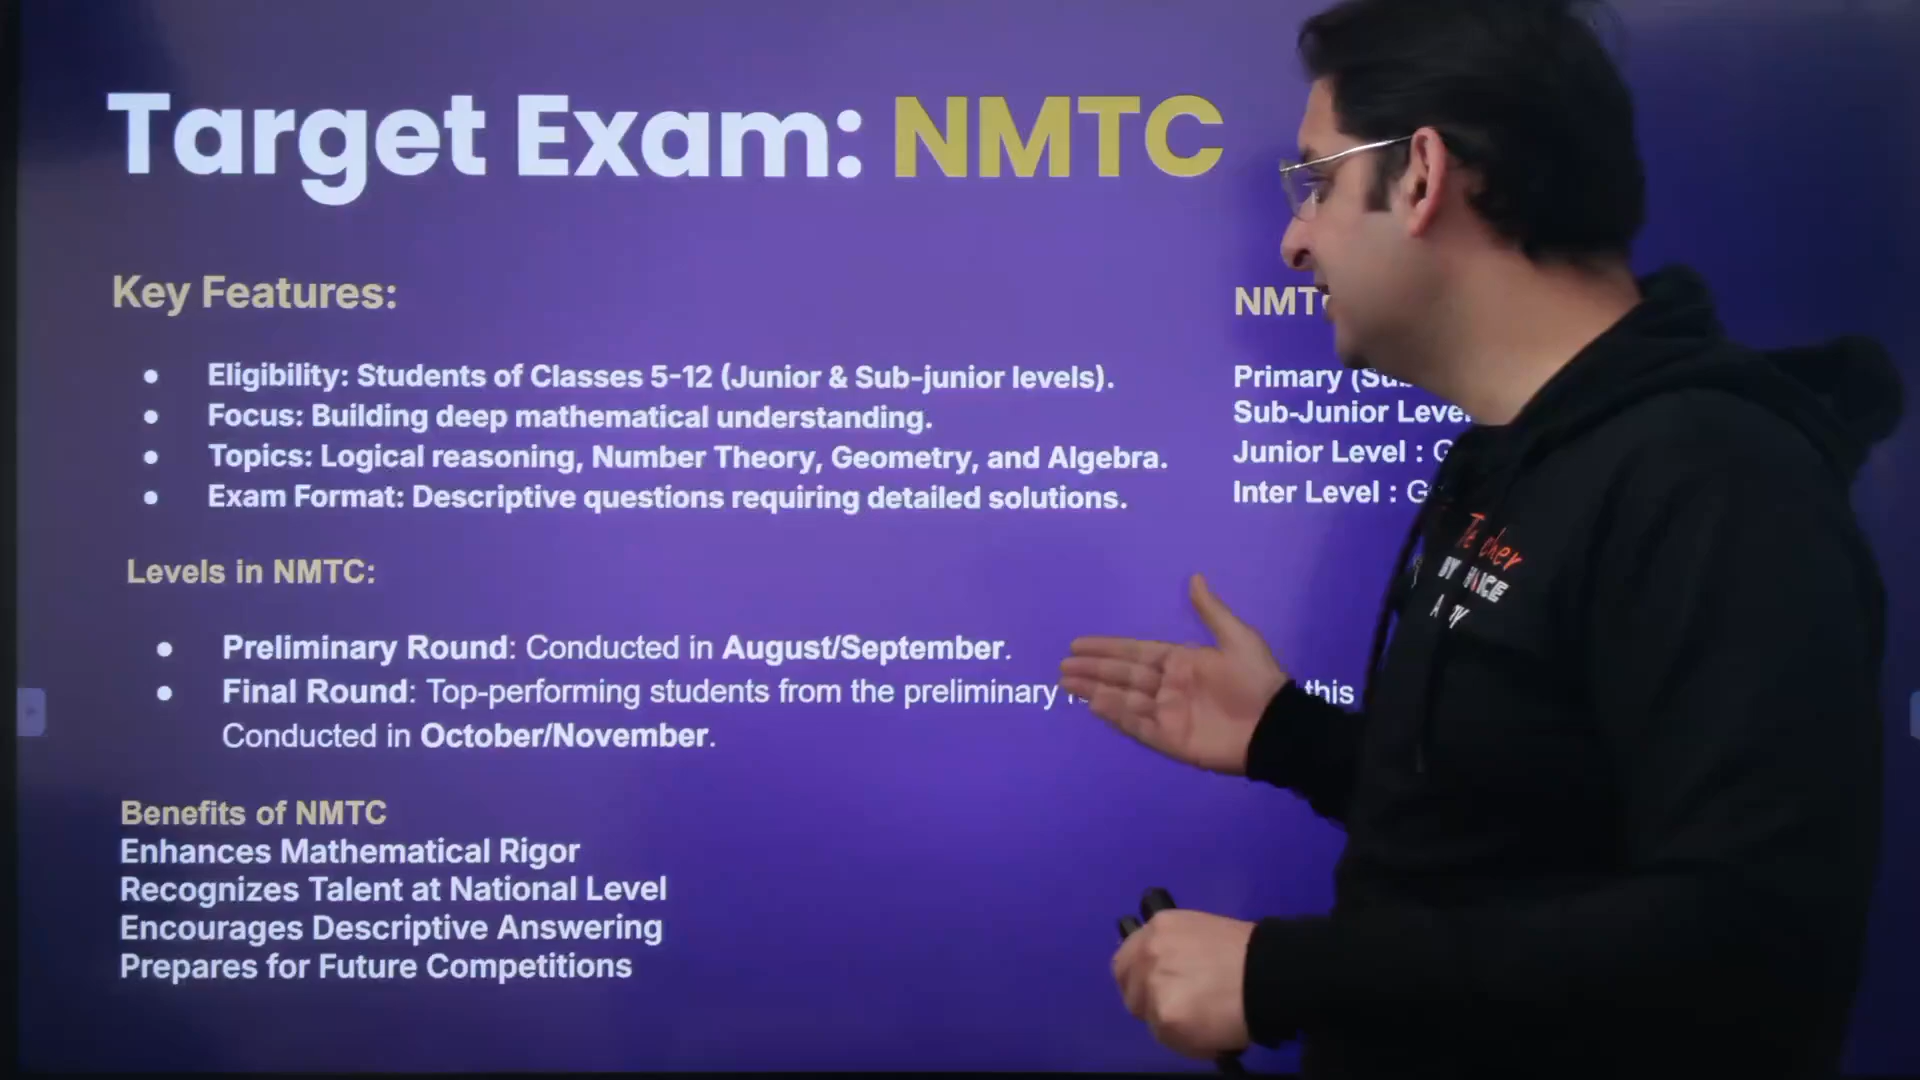 Target Exam: NMTC
Key Features:
Eligibility: Students of Classes 5-12 (Junior & Sub-junior levels).
Focus: Building deep mathematical understanding.
Topics: Logical reasoning, Number Theory, Geometry, and Algebra.
Exam Format: Descriptive questions requiring detailed solutions.
Levels in NMTC:
Preliminary Round: Conducted in August/September.
Final Round: Top-performing students from the preliminary this
Conducted in October/November.
Benefits of NMTC
Enhances Mathematical Rigor
Recognizes Talent at National Level
Encourages Descriptive Answering
Prepares for Future Competitions
Primary
Sub-Junior
Junior Level :
Inter Level :
BY